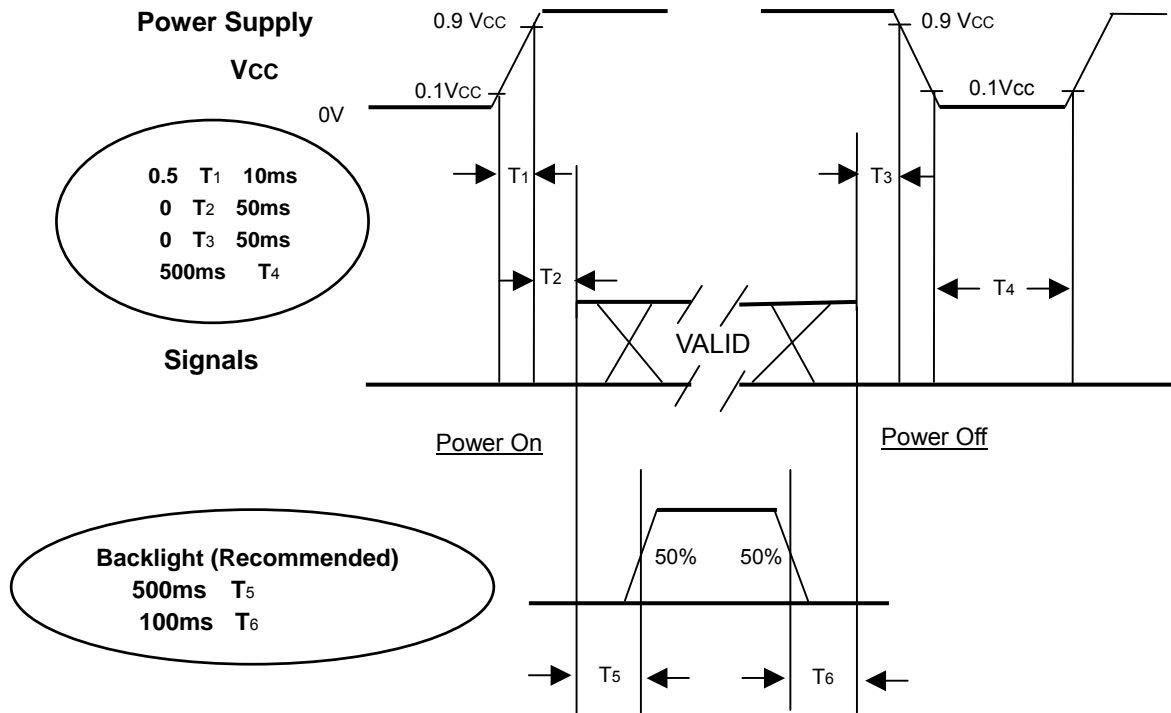 Power Supply
VCC
0.9 VCC
0.9 VCC
0.1VCC
0.1Vcc
0V
0.5 T1 10ms
0 T2 50ms
0 T3 50ms
500ms T4
T1
T3
T2
T4
VALID
Signals
Power On
Power Off
Backlight (Recommended)
500ms T5
100ms T6
50%
50%
T5
T6